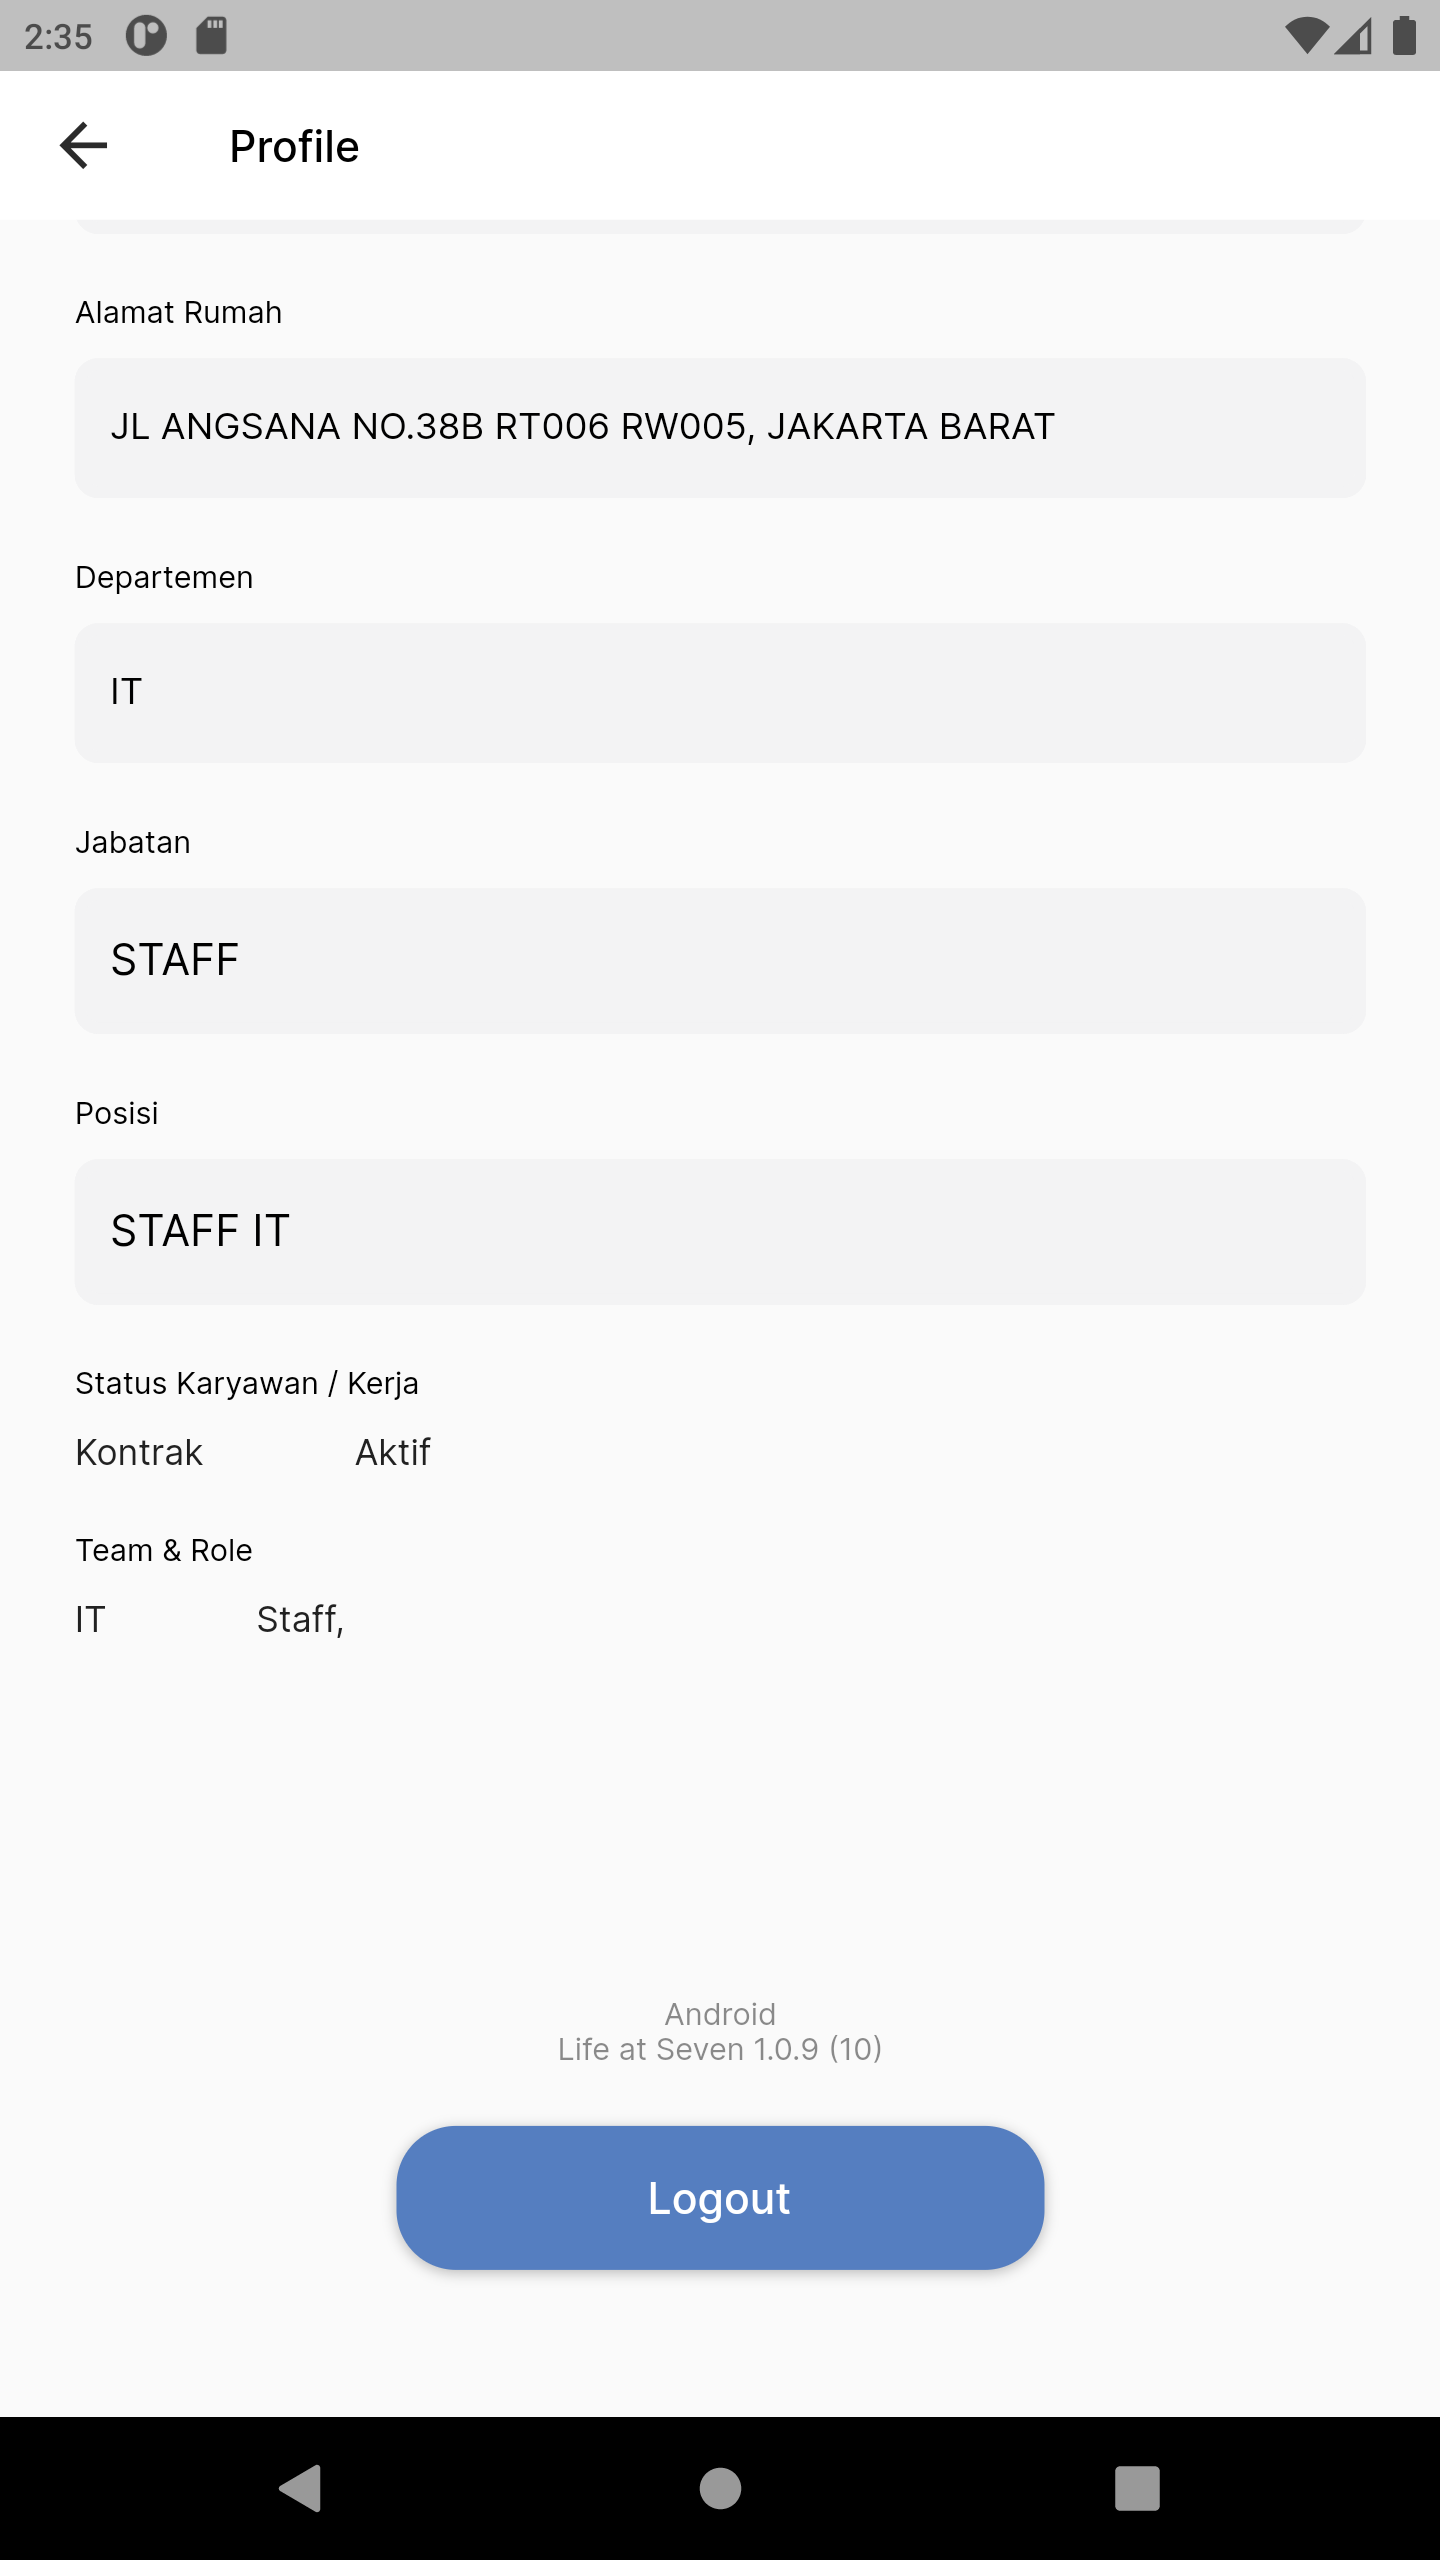 2:35
Profile
Alamat Rumah
JL ANGSANA NO.38B RT006 RW005, JAKARTA BARAT
Departemen
IT
Jabatan
STAFF
Posisi
STAFF IT
Status Karyawan / Kerja
Kontrak Aktif
Team & Role
IT Staff,
Android
Life at Seven 1.0.9 (10)
Logout